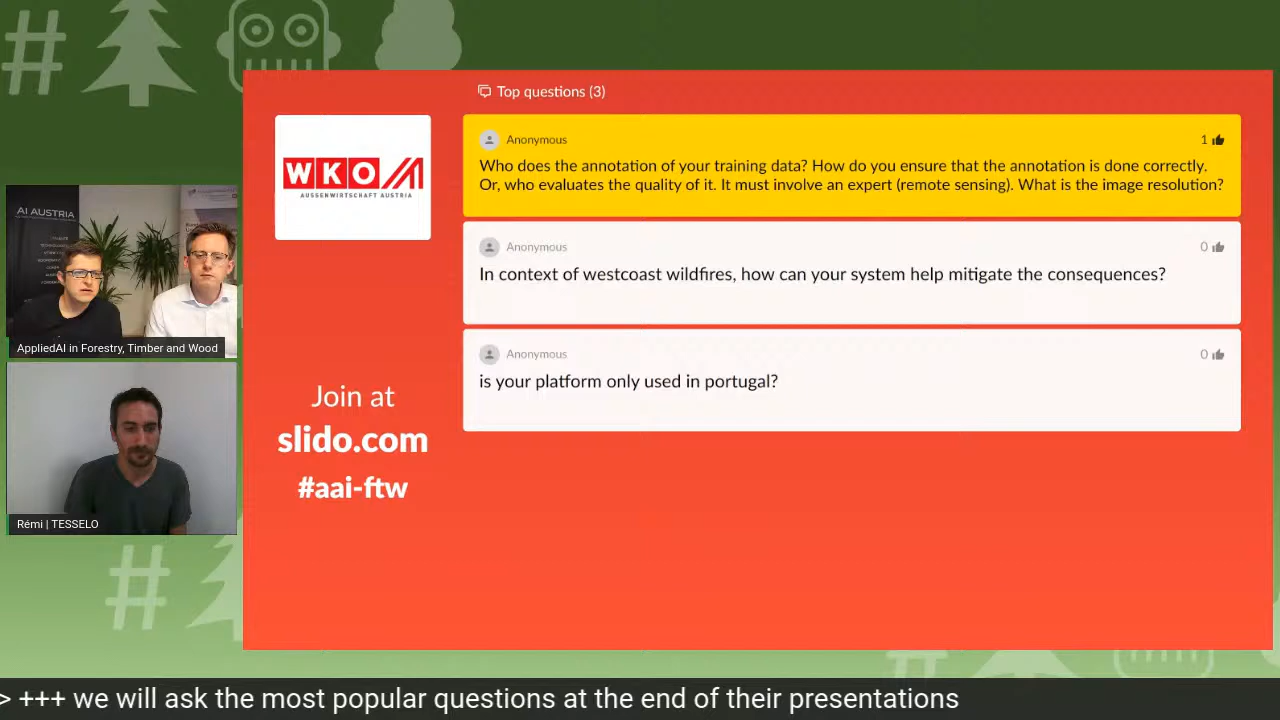 Top questions (3)
Anonymous
1
Who does the annotation of your training data? How do you ensure that the annotation is done correctly.
Or, who evaluates the quality of it. It must involve an expert (remote sensing). What is the image resolution?
Anonymous
0
In context of westcoast wildfires, how can your system help mitigate the consequences?
Anonymous
0
is your platform only used in portugal?
WKO
AUSSENWIRTSCHAFT AUSTRIA
Join at
slido.com
#aai-ftw
AI AUSTRIA
AppliedAI in Forestry, Timber and Wood
Rémi | TESSELO
> +++ we will ask the most popular questions at the end of their presentations